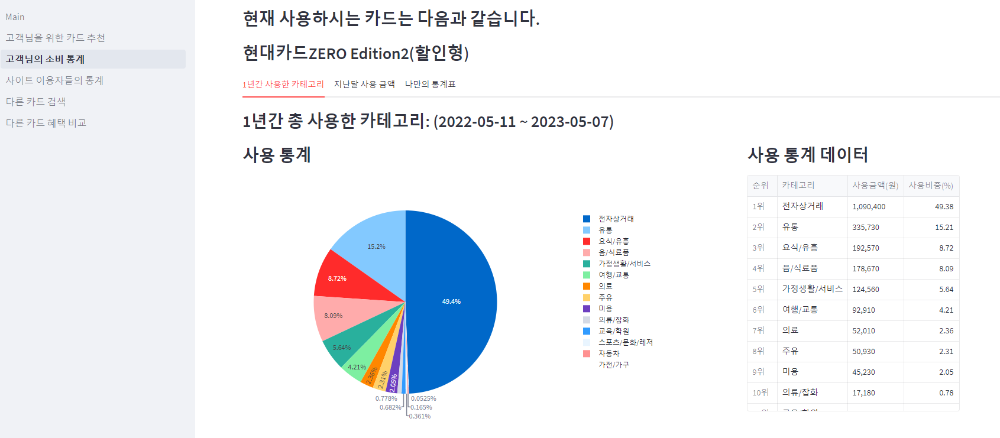 Main
고객님을 위한 카드 추천
고객님의 소비 통계
사이트 이용자들의 통계
다른 카드 검색
다른 카드 혜택 비교
현재 사용하시는 카드는 다음과 같습니다.
현대카드ZERO Edition2(할인형)
1년간 사용한 카테고리 지난달 사용 금액 나만의 통계표
1년간 총 사용한 카테고리: (2022-05-11 ~ 2023-05-07)
사용 통계
15.2%
8.72%
49.4%
8.09%
5.64%
4.21%
2.36%
2.31%
2.05%
0.778%
0.682%
0.0525%
0.165%
0.361%
전자상거래
유통
요식/유흥
음/식료품
가정생활/서비스
여행/교통
의료
주유
미용
의류/잡화
교육/학원
스포츠/문화/레저
자동차
가전/가구
사용 통계 데이터
순위 카테고리 사용금액(원) 사용비중(%)
1위 전자상거래 1,090,400 49.38
2위 유통 335,730 15.21
3위 요식/유흥 192,570 8.72
4위 음/식료품 178,670 8.09
5위 가정생활/서비스 124,560 5.64
6위 여행/교통 92,910 4.21
7위 의료 52,010 2.36
8위 주유 50,930 2.31
9위 미용 45,230 2.05
10위 의류/잡화 17,180 0.78